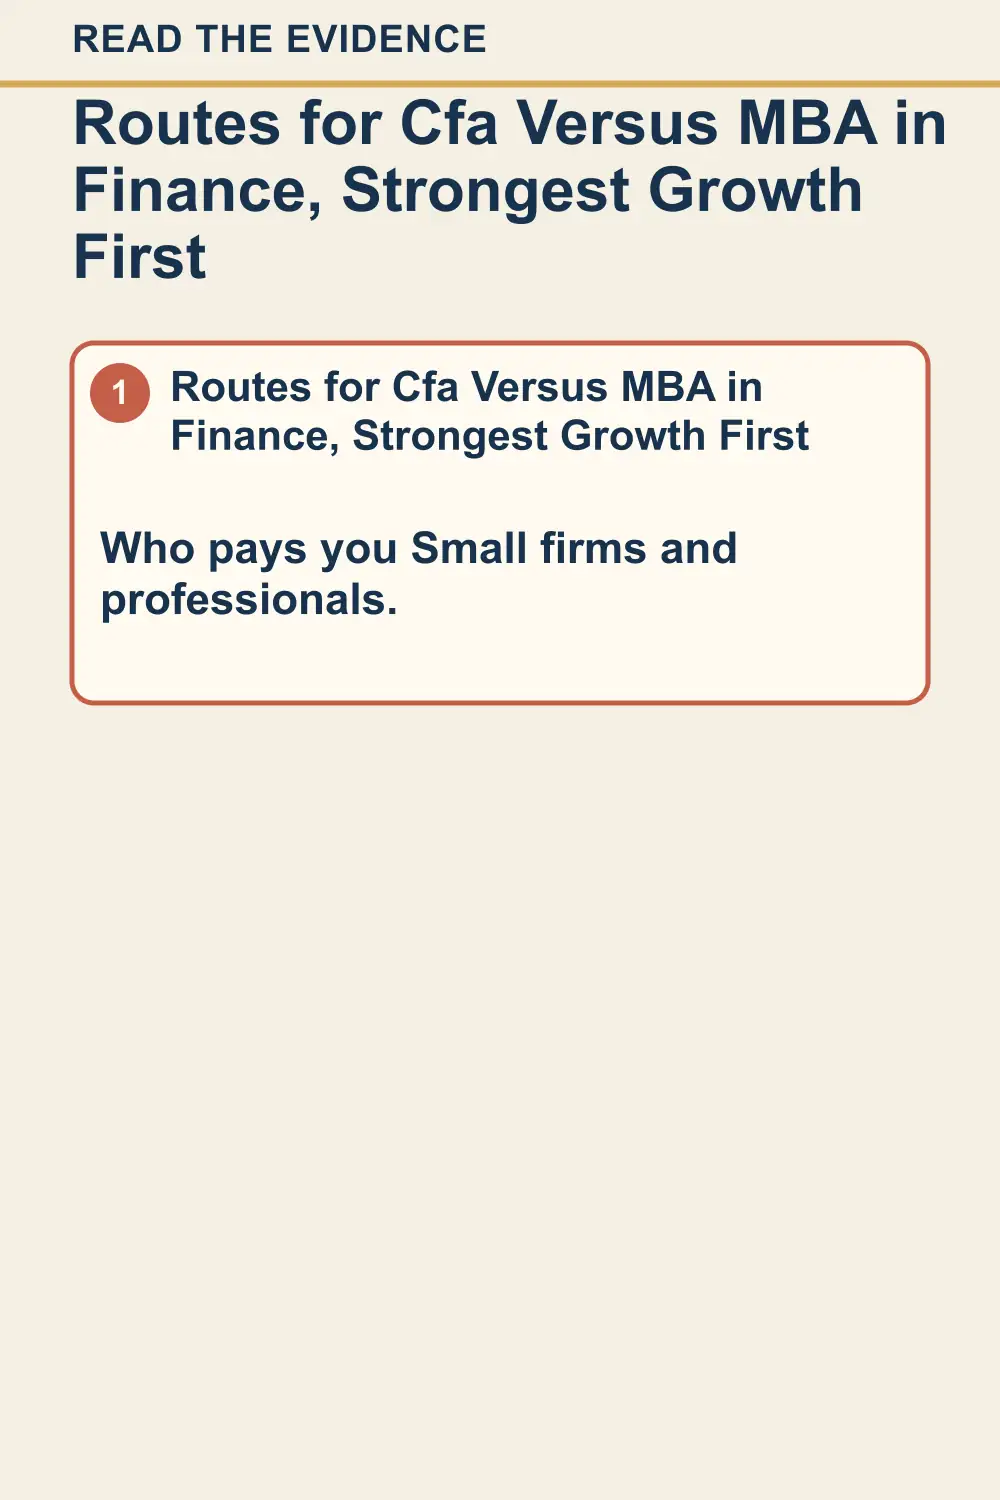 READ THE EVIDENCE
Routes for Cfa Versus MBA in
Finance, Strongest Growth
First
1
Routes for Cfa Versus MBA in
Finance, Strongest Growth First
Who pays you Small firms and
professionals.